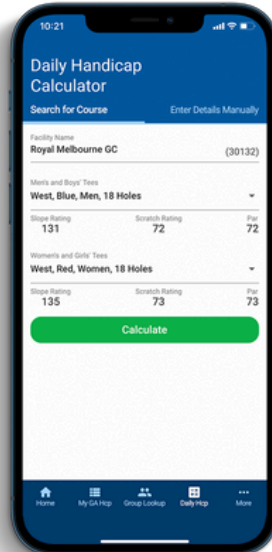 10:21
Daily Handicap
Calculator
Search for Course Enter Details Manually
Facility Name
Royal Melbourne GC (30132)
Men's and Boys' Tees
West, Blue, Men, 18 Holes
Slope Rating Scratch Rating Par
131 72 72
Women's and Girls' Tees
West, Red, Women, 18 Holes
Slope Rating Scratch Rating Par
135 73 73
Calculate
Home My GA Hcp Group Lookup Daily Hcp More